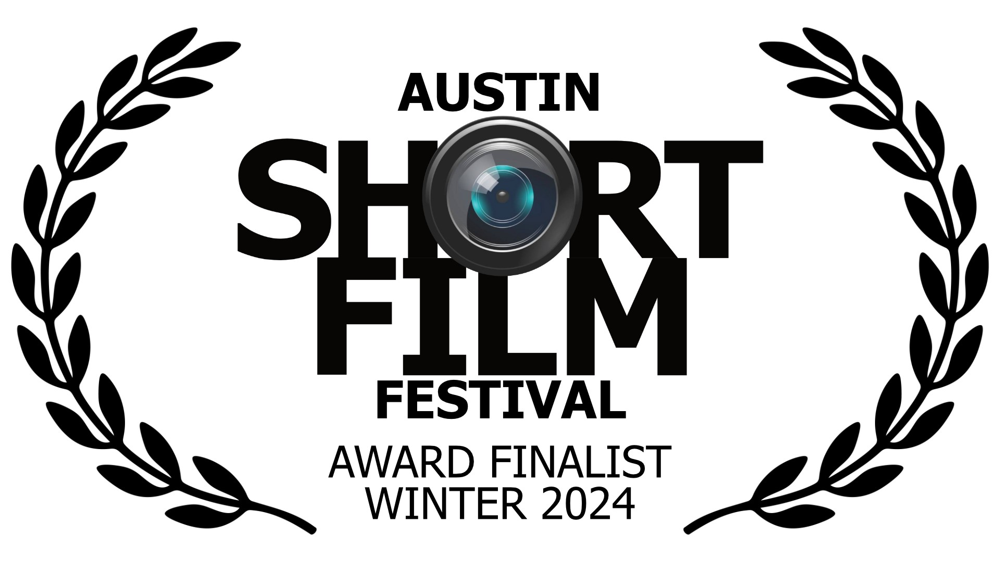 AUSTIN
SHORT
FILM
FESTIVAL
AWARD FINALIST
WINTER 2024